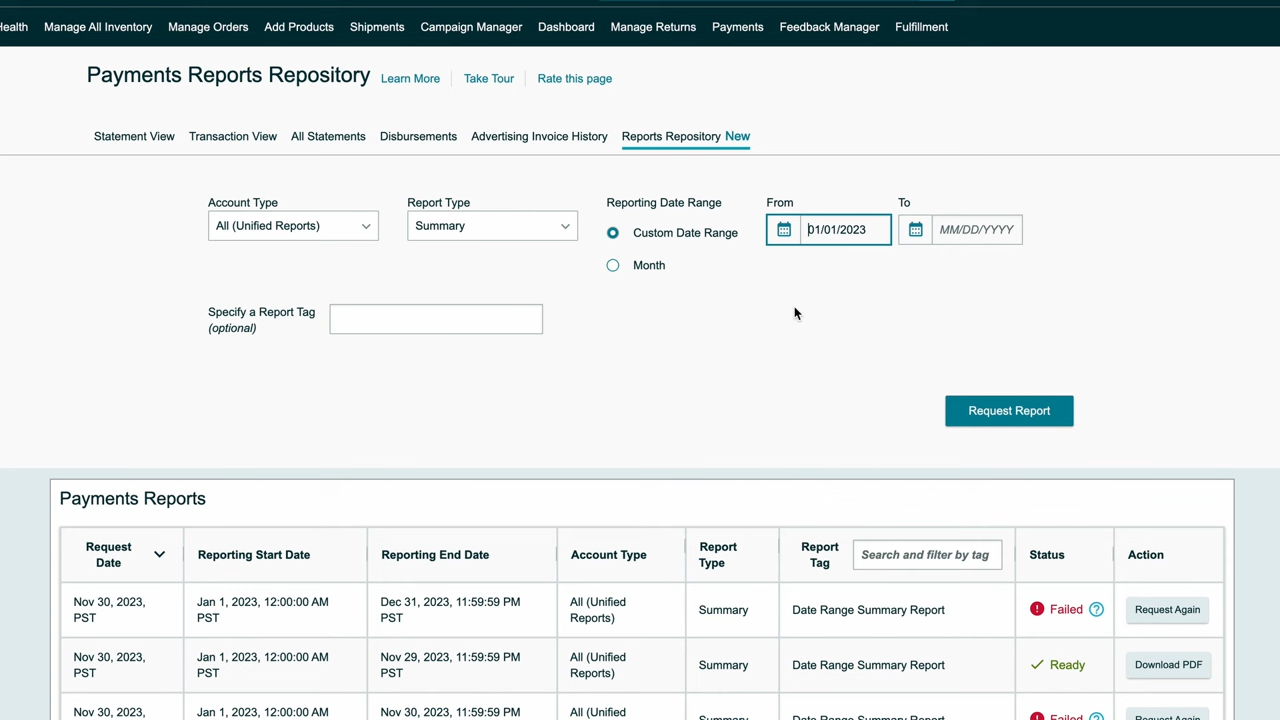 Health Manage All Inventory Manage Orders Add Products Shipments Campaign Manager Dashboard Manage Returns Payments Feedback Manager Fulfillment
Payments Reports Repository Learn More Take Tour Rate this page
Statement View Transaction View All Statements Disbursements Advertising Invoice History Reports Repository New
Account Type Report Type Reporting Date Range From To
All (Unified Reports) Summary Custom Date Range 01/01/2023 MM/DD/YYYY
Month
Specify a Report Tag
(optional)
Request Report
Payments Reports
Request Date Reporting Start Date Reporting End Date Account Type Report Type Report Tag Search and filter by tag Status Action
Nov 30, 2023, Jan 1, 2023, 12:00:00 AM Dec 31, 2023, 11:59:59 PM All (Unified
PST PST PST Reports) Summary Date Range Summary Report ! Failed ? Request Again
Nov 30, 2023, Jan 1, 2023, 12:00:00 AM Nov 29, 2023, 11:59:59 PM All (Unified
PST PST PST Reports) Summary Date Range Summary Report Ready Download PDF
Nov 30, 2023, Jan 1, 2023, 12:00:00 AM Nov 30, 2023, 11:59:59 PM All (Unified
Summary Date Range Summary Report ! Failed ? Request Again